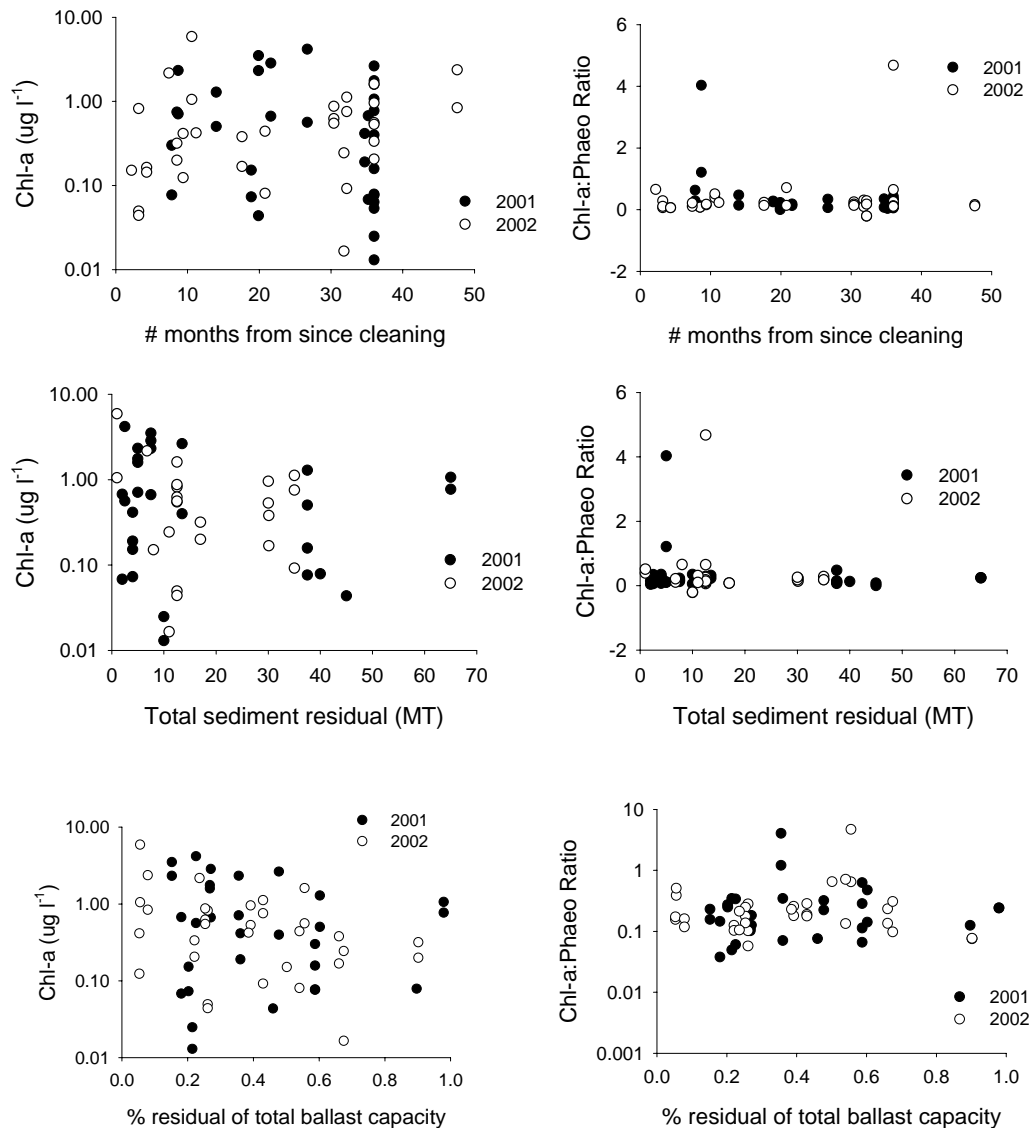 10.00
1.00
0.10
0.01
Chl-a (ug l-1)
0 10 20 30 40 50
# months from since cleaning
2001
2002
6
4
2
0
-2
Chl-a:Phaeo Ratio
0 10 20 30 40 50
# months from since cleaning
2001
2002
10.00
1.00
0.10
0.01
Chl-a (ug l-1)
0 10 20 30 40 50 60 70
Total sediment residual (MT)
2001
2002
6
4
2
0
-2
Chl-a:Phaeo Ratio
0 10 20 30 40 50 60 70
Total sediment residual (MT)
2001
2002
10.00
1.00
0.10
0.01
Chl-a (ug l-1)
0.0 0.2 0.4 0.6 0.8 1.0
% residual of total ballast capacity
2001
2002
10
1
0.1
0.01
0.001
Chl-a:Phaeo Ratio
0.0 0.2 0.4 0.6 0.8 1.0
% residual of total ballast capacity
2001
2002